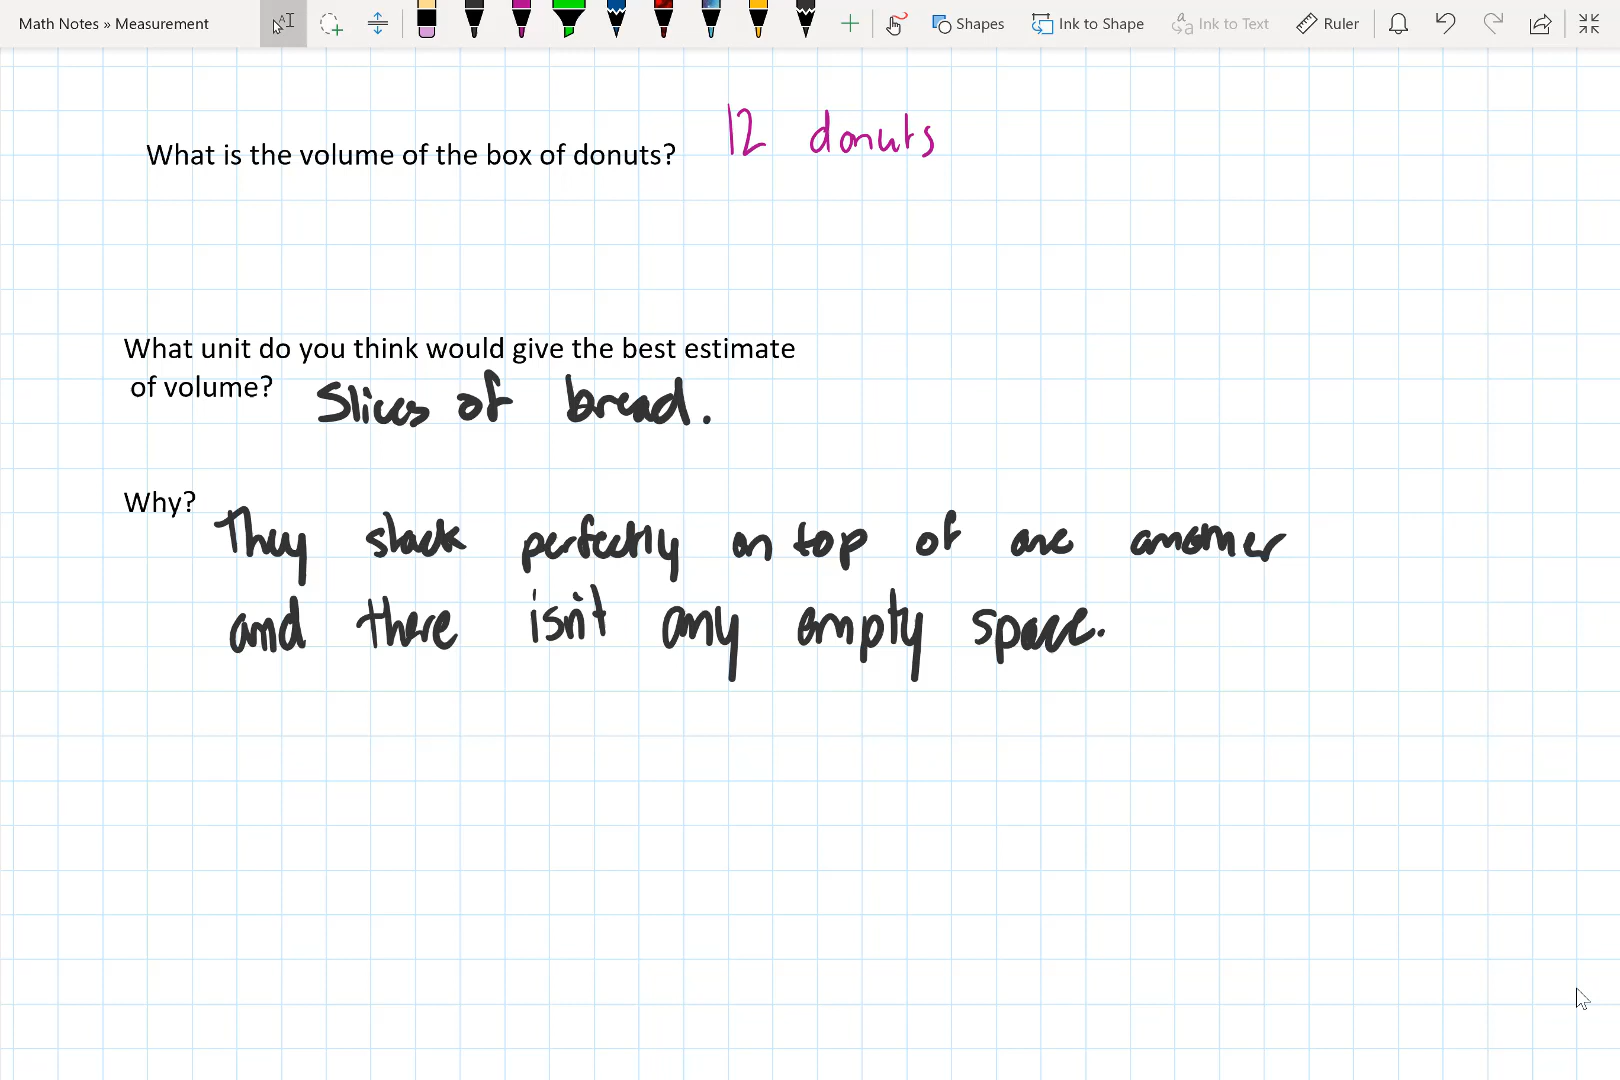 Math Notes » Measurement
Shapes Ink to Shape Ink to Text Ruler
What is the volume of the box of donuts? 12 donuts
What unit do you think would give the best estimate
of volume? Slices of bread.
Why? They stack perfectly on top of one another
and there isn't any empty space.